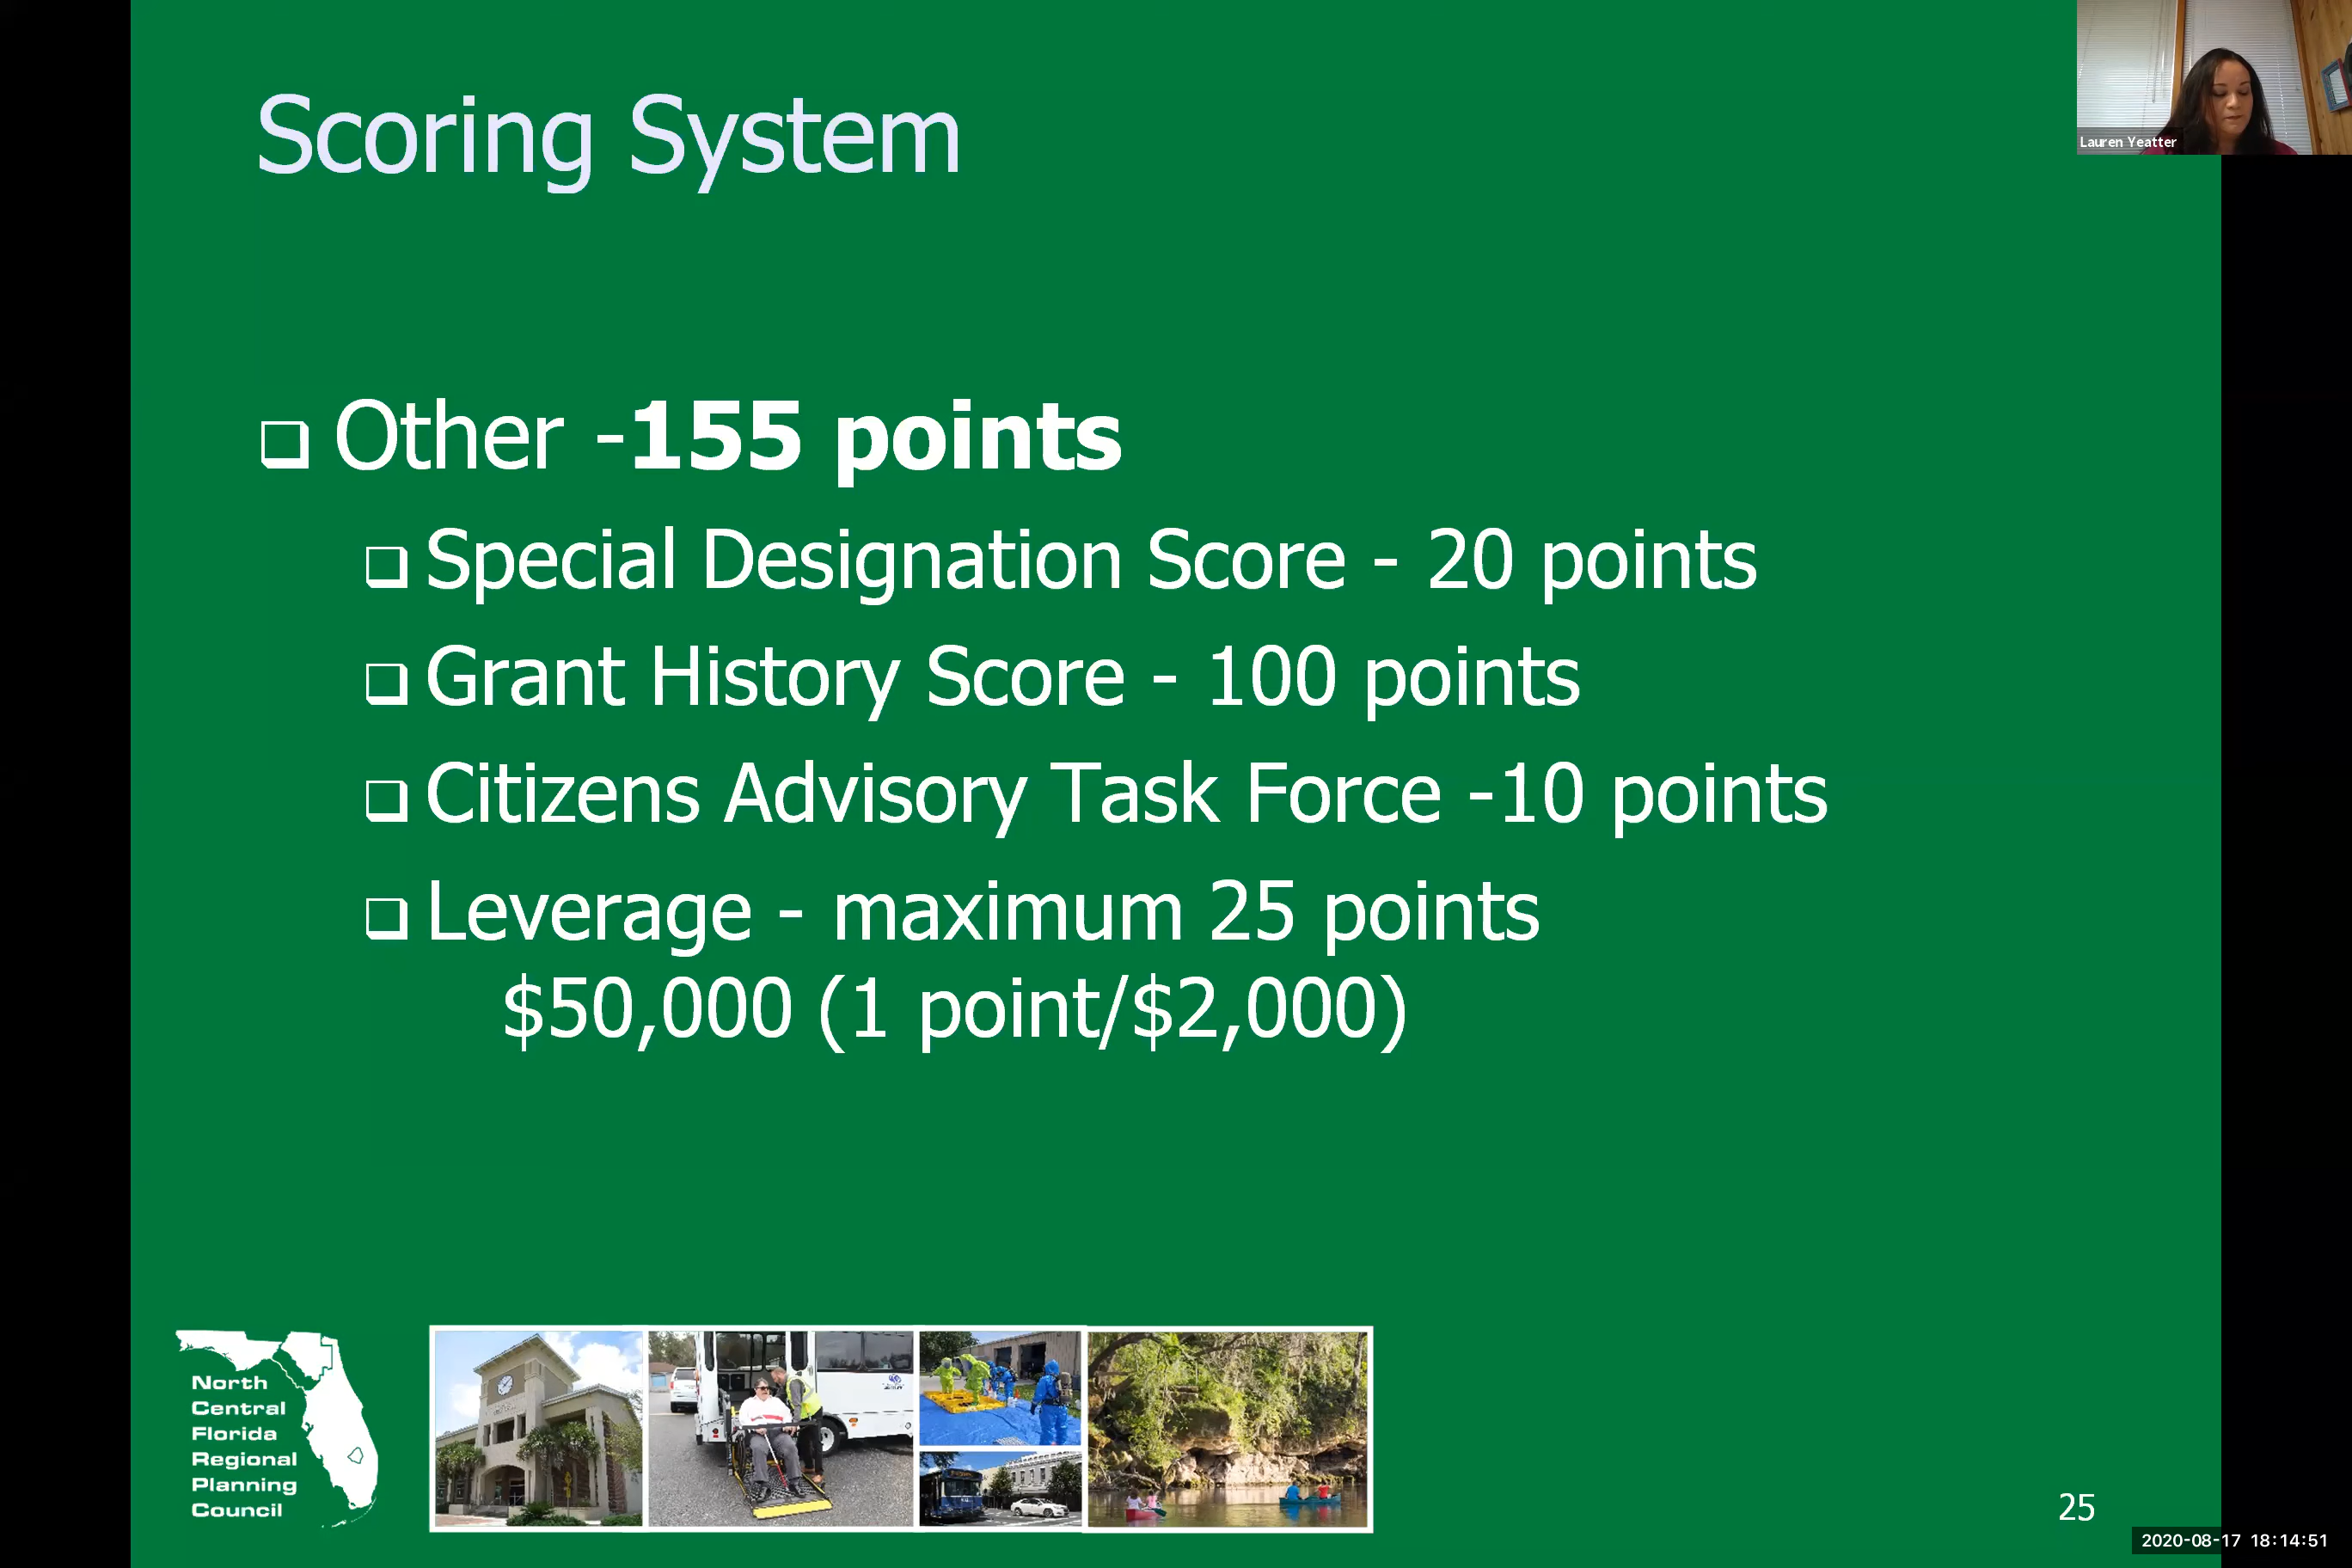 Scoring System
Lauren Yeatter
Other -155 points
Special Designation Score - 20 points
Grant History Score - 100 points
Citizens Advisory Task Force -10 points
Leverage - maximum 25 points
$50,000 (1 point/$2,000)
North
Central
Florida
Regional
Planning
Council
25
2020-08-17 18:14:51